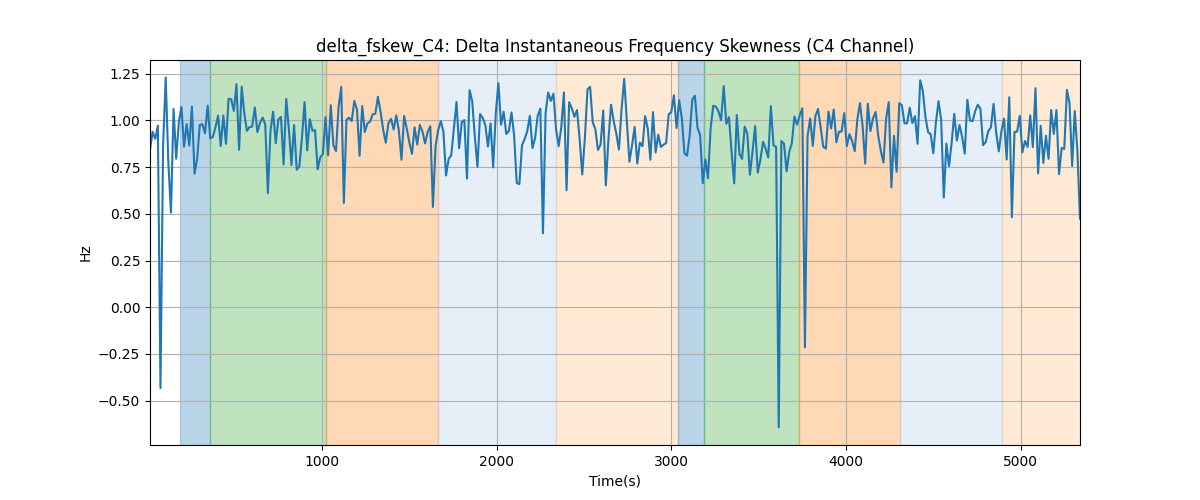 delta_fskew_C4: Delta Instantaneous Frequency Skewness (C4 Channel)
1.25
1.00
0.75
0.50
0.25
0.00
−0.25
−0.50
Hz
1000 2000 3000 4000 5000
Time(s)